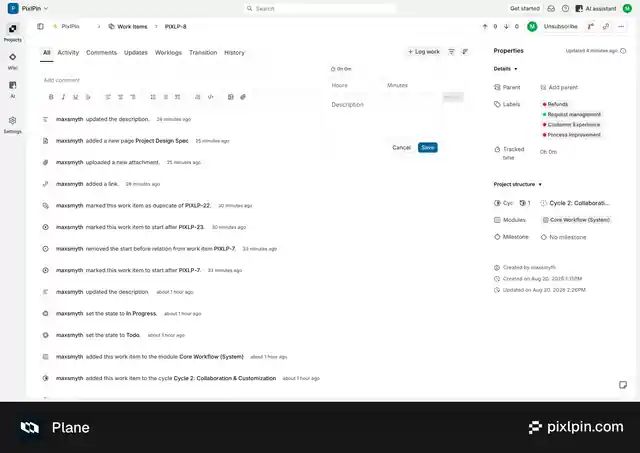 PixlPin
Search
Get started
AI assistant
M
P
Projects
Wiki
AI
Settings
PixlPin
Work Items
PIXLP-8
9
0
M
Unsubscribe
All
Activity
Comments
Updates
Worklogs
Transition
History
Log work
Add comment
B I U S
0h 0m
Hours
Minutes
Description
Cancel
Save
maxsmyth updated the description. 24 minutes ago
maxsmyth added a new page Project Design Spec 25 minutes ago
maxsmyth uploaded a new attachment.
maxsmyth added a link.
maxsmyth marked this work item as duplicate of PIXLP-22. 30 minutes ago
maxsmyth marked this work item to start after PIXLP-23. 30 minutes ago
maxsmyth removed the start before relation from work item PIXLP-7. 33 minutes ago
maxsmyth marked this work item to start after PIXLP-7. 33 minutes ago
maxsmyth updated the description. about 1 hour ago
maxsmyth set the state to In Progress. about 1 hour ago
maxsmyth set the state to Todo. about 1 hour ago
maxsmyth added this work item to the module Core Workflow (System) about 1 hour ago
maxsmyth added this work item to the cycle Cycle 2: Collaboration & Customization about 1 hour ago
Properties
Updated 4 minutes ago
Details
Parent
Add parent
Labels
Refunds
Request management
Customer Experience
Process Improvement
Tracked time
0h 0m
Project structure
Cyc 1 Cycle 2: Collaborati...
Modules
Core Workflow (System)
Milestone
No milestone
Created by maxsmyth
Created on Aug 20, 2026
Updated on Aug 20, 2026 2:26PM
Plane
pixlpin.com